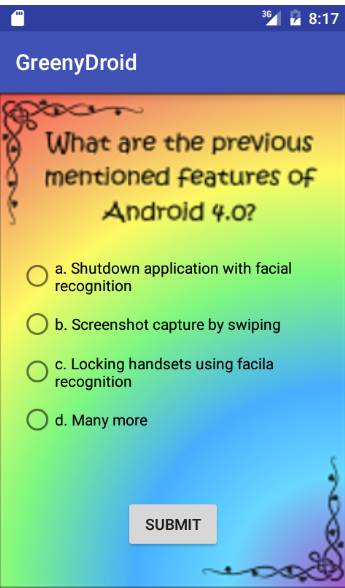 3G 8:17
GreenyDroid
What are the previous
mentioned features of
Android 4.0?
a. Shutdown application with facial
recognition
b. Screenshot capture by swiping
c. Locking handsets using facila
recognition
d. Many more
SUBMIT